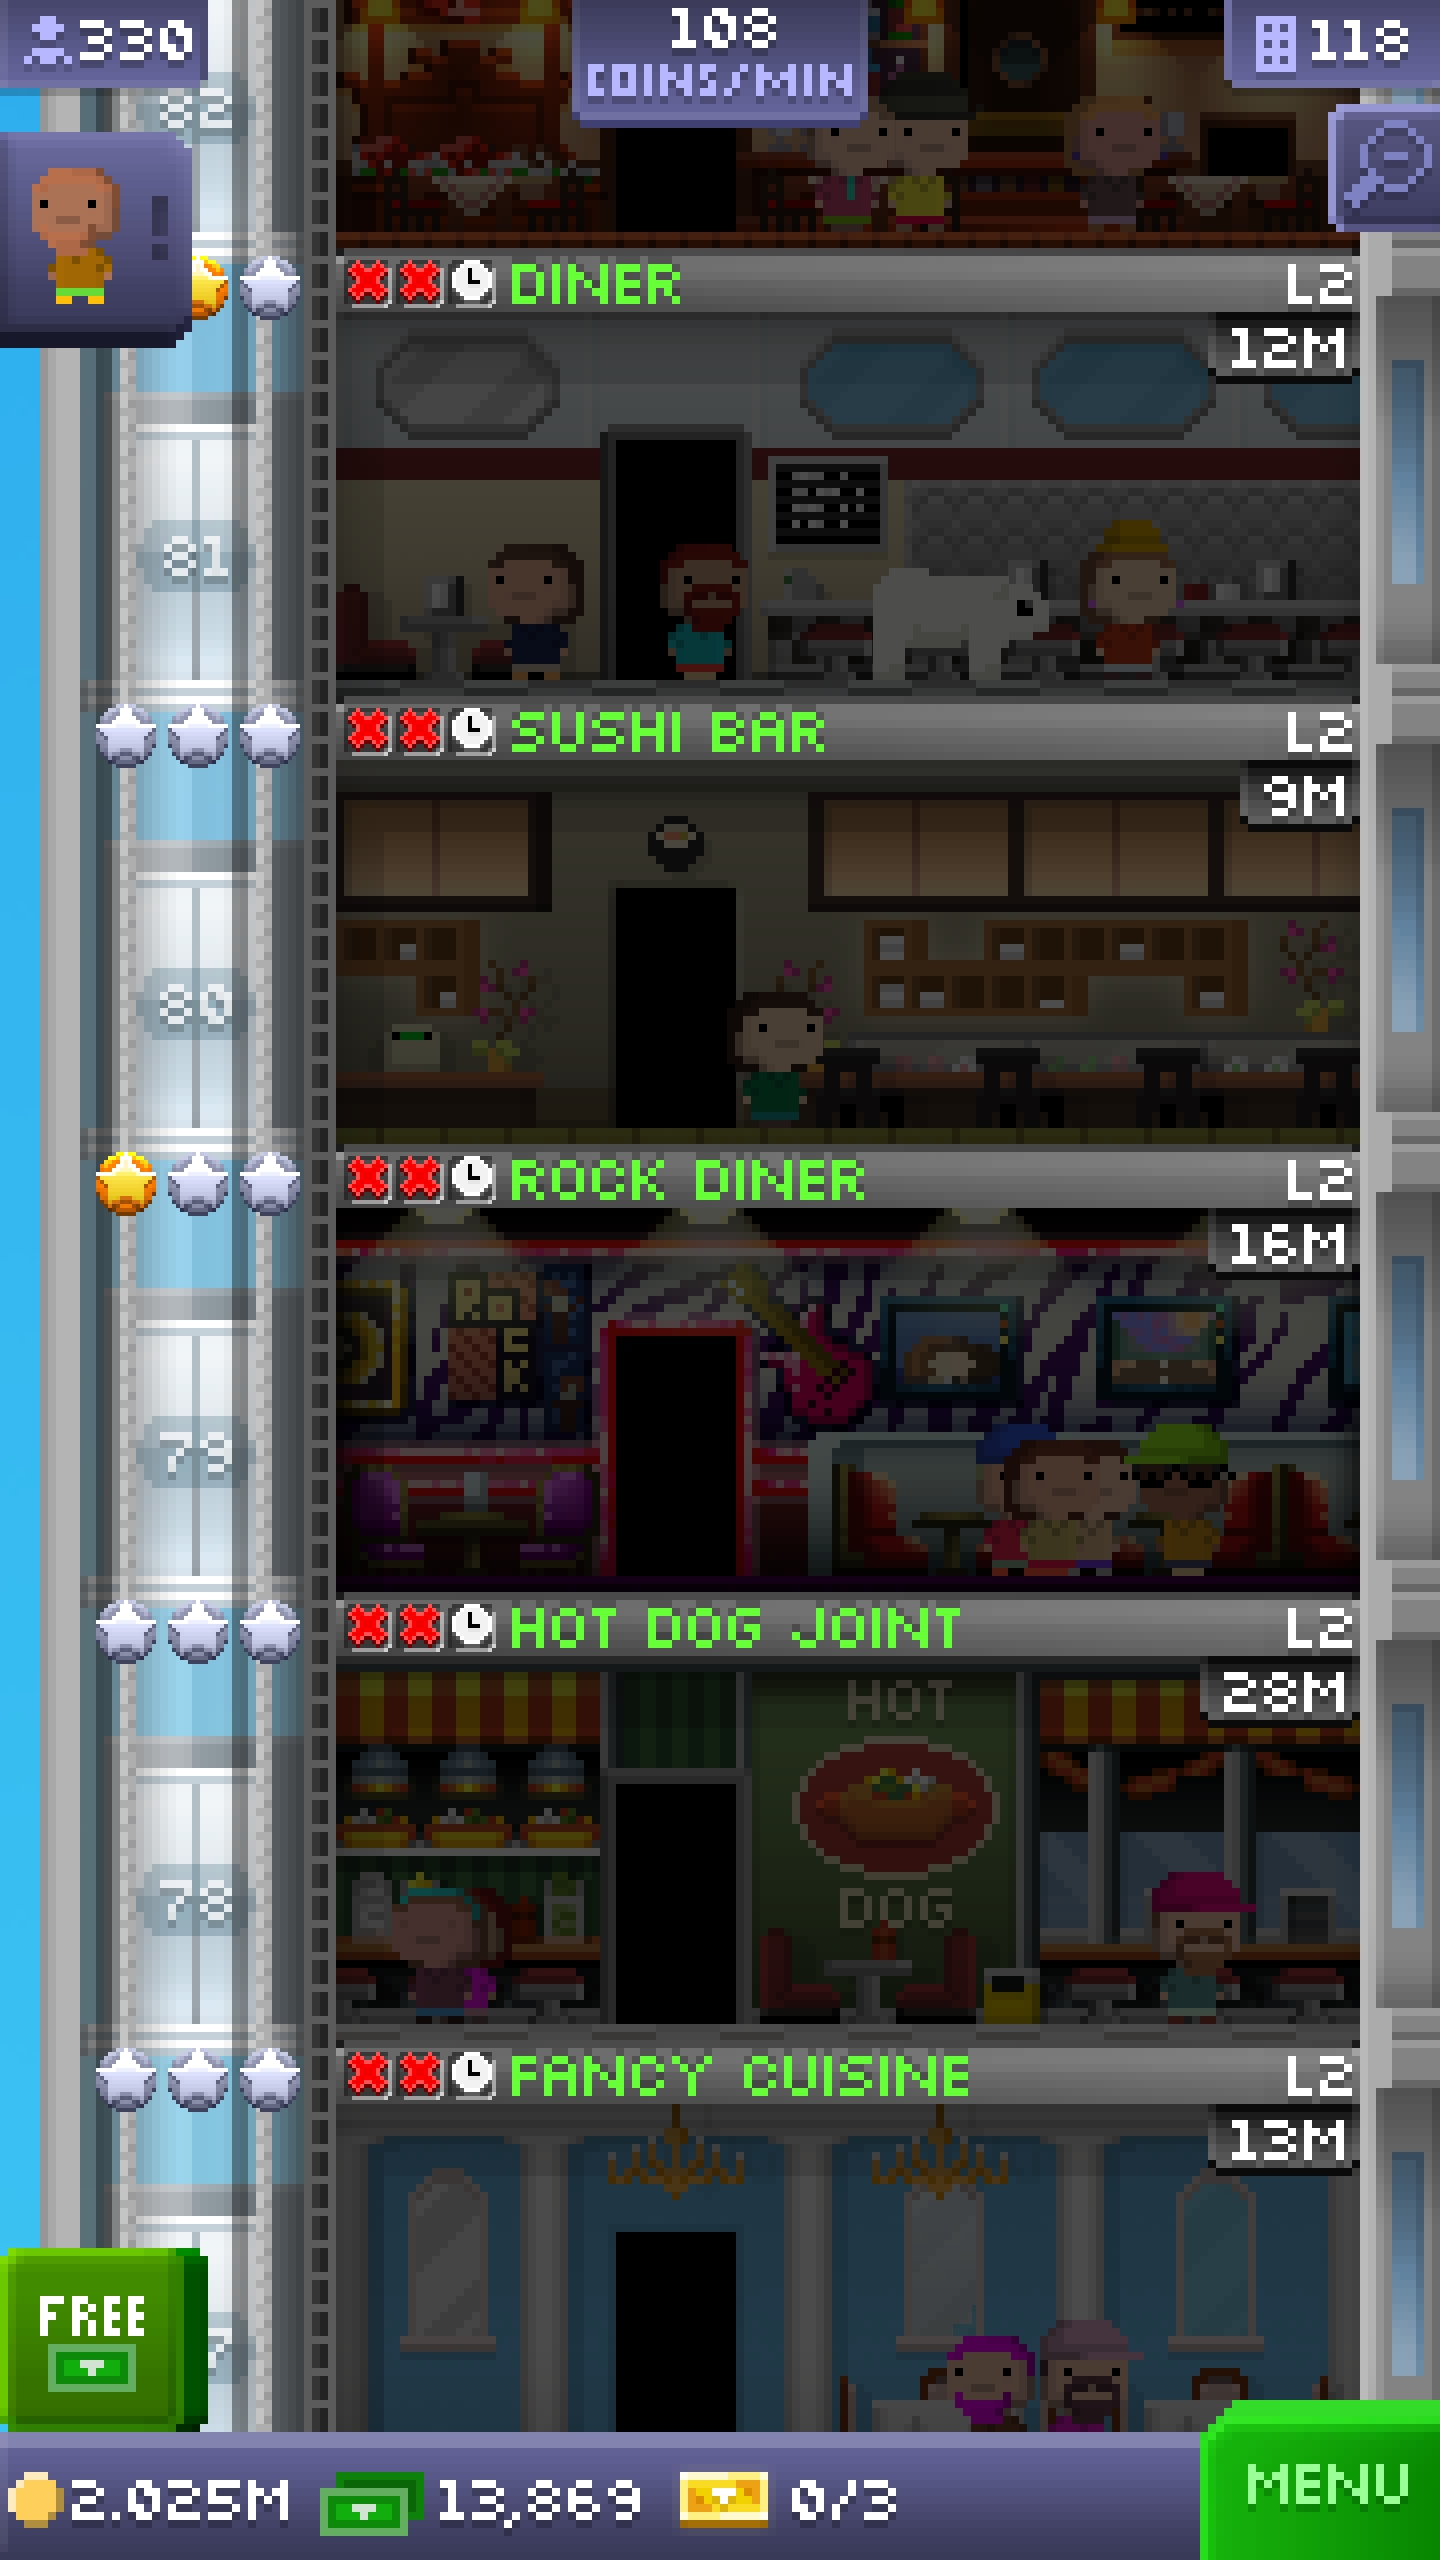 330
108
COINS/MIN
118
82
!
DINER L2
12M
81
SUSHI BAR L2
9M
80
ROCK DINER L2
16M
ROCK
79
HOT DOG JOINT L2
28M
HOT
DOG
78
FANCY CUISINE L2
13M
FREE
7
2.025M 13,869 0/3
MENU